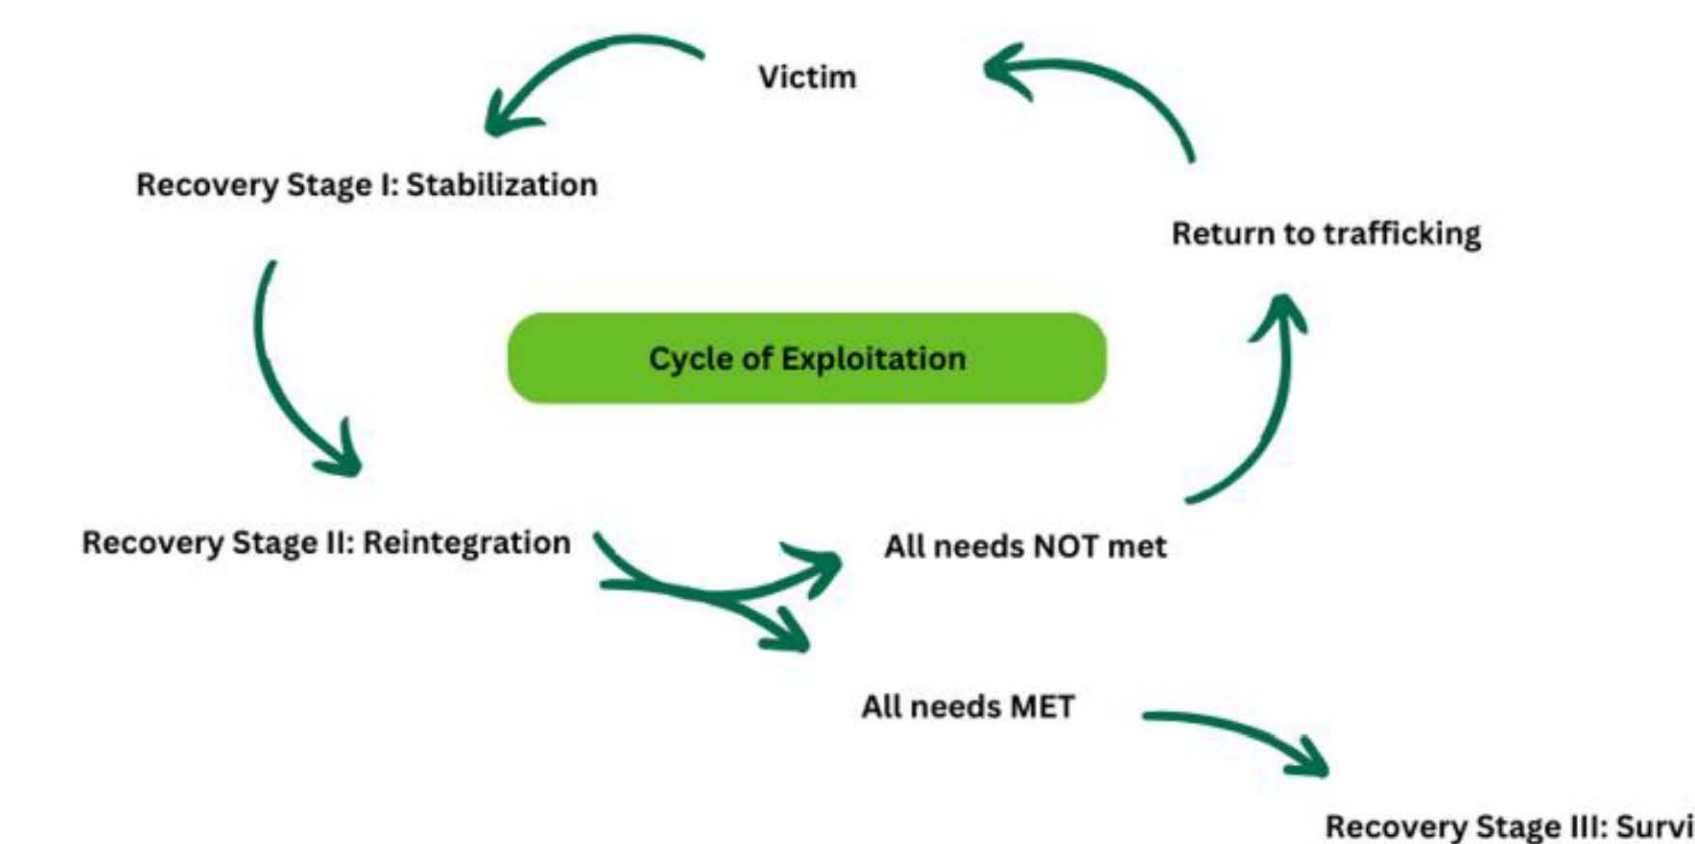 Victim
Recovery Stage I: Stabilization
Return to trafficking
Cycle of Exploitation
Recovery Stage II: Reintegration
All needs NOT met
All needs MET
Recovery Stage III: